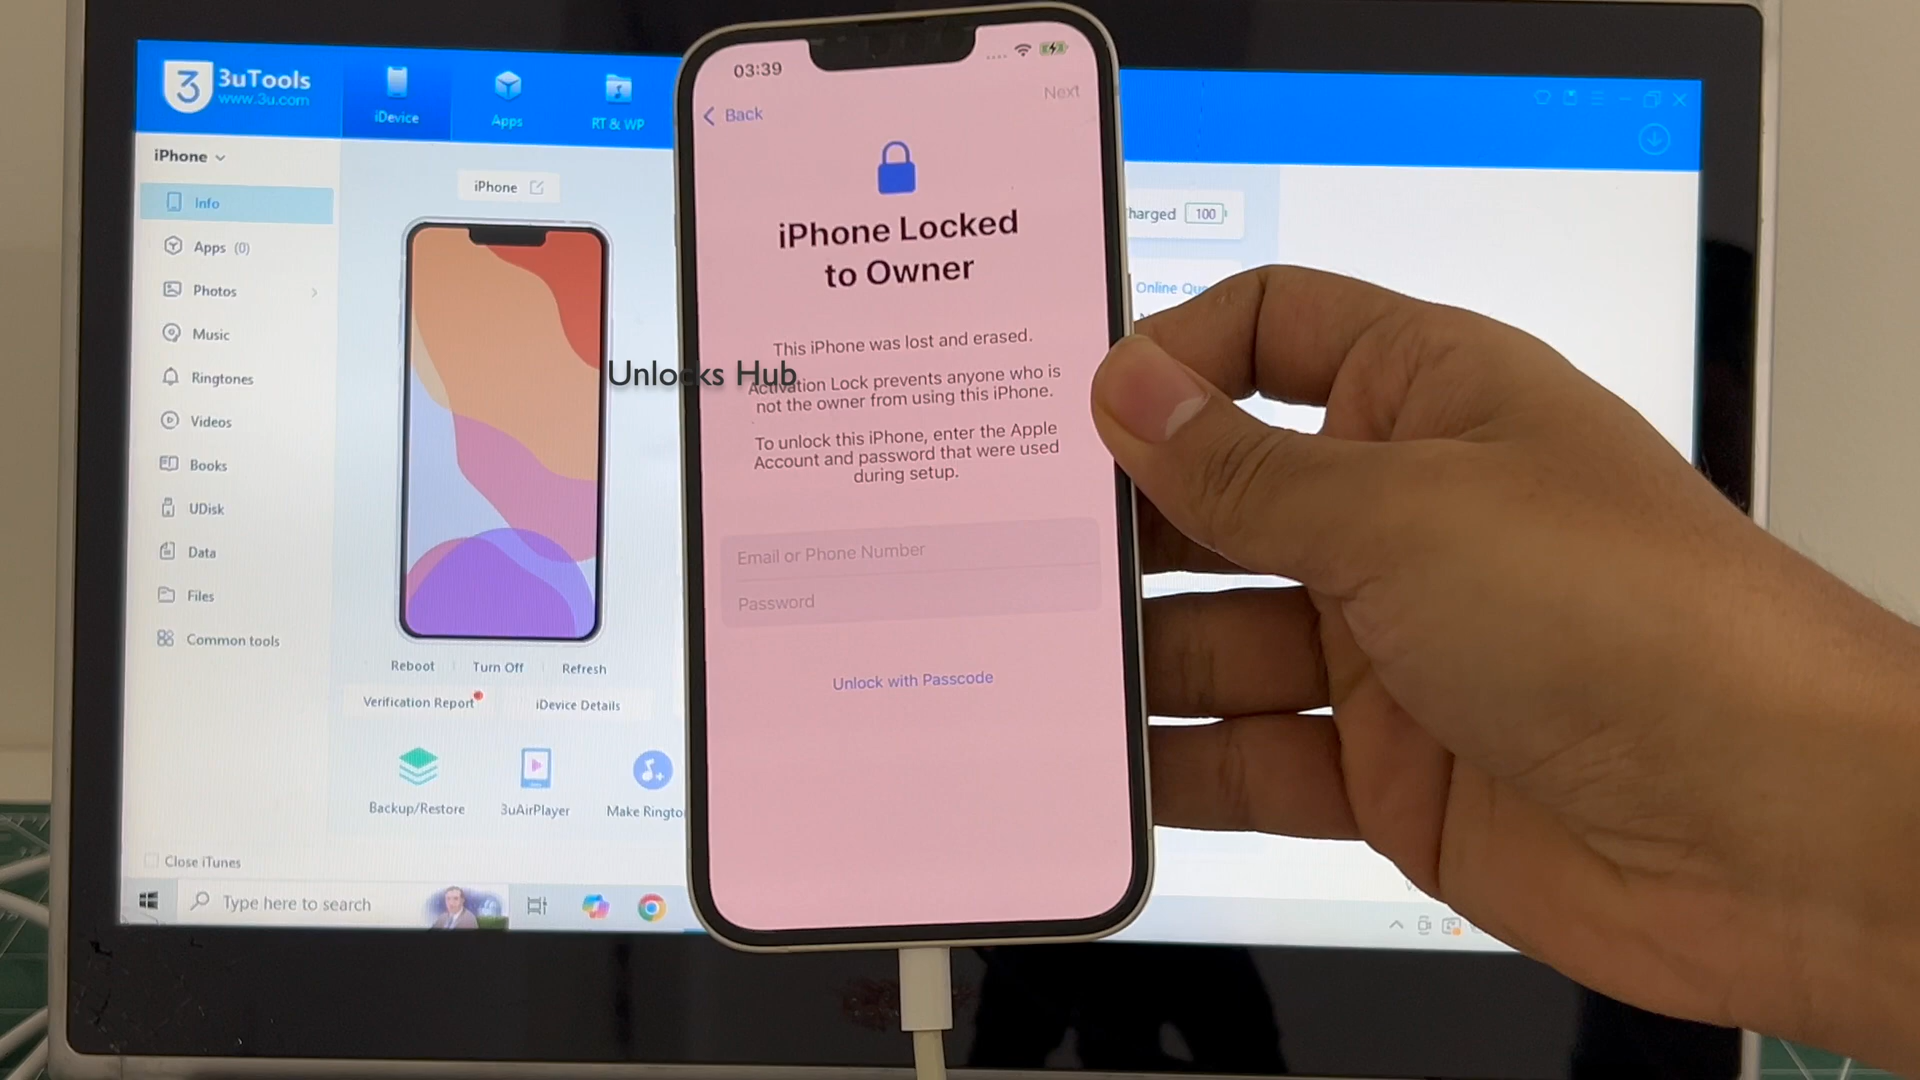 3uTools
www.3u.com
iDevice
Apps
RT & WP
iPhone
Info
Apps (0)
Photos
Music
Ringtones
Videos
Books
UDisk
Data
Files
Common tools
Close iTunes
iPhone
Reboot
Turn Off
Refresh
Verification Report
iDevice Details
Backup/Restore
3uAirPlayer
Type here to search
03:39
Back
Next
iPhone Locked
to Owner
This iPhone was lost and erased.
Activation Lock prevents anyone who is
not the owner from using this iPhone.
To unlock this iPhone, enter the Apple
Account and password that were used
during setup.
Email or Phone Number
Password
Unlock with Passcode
Unlocks Hub
100
Online